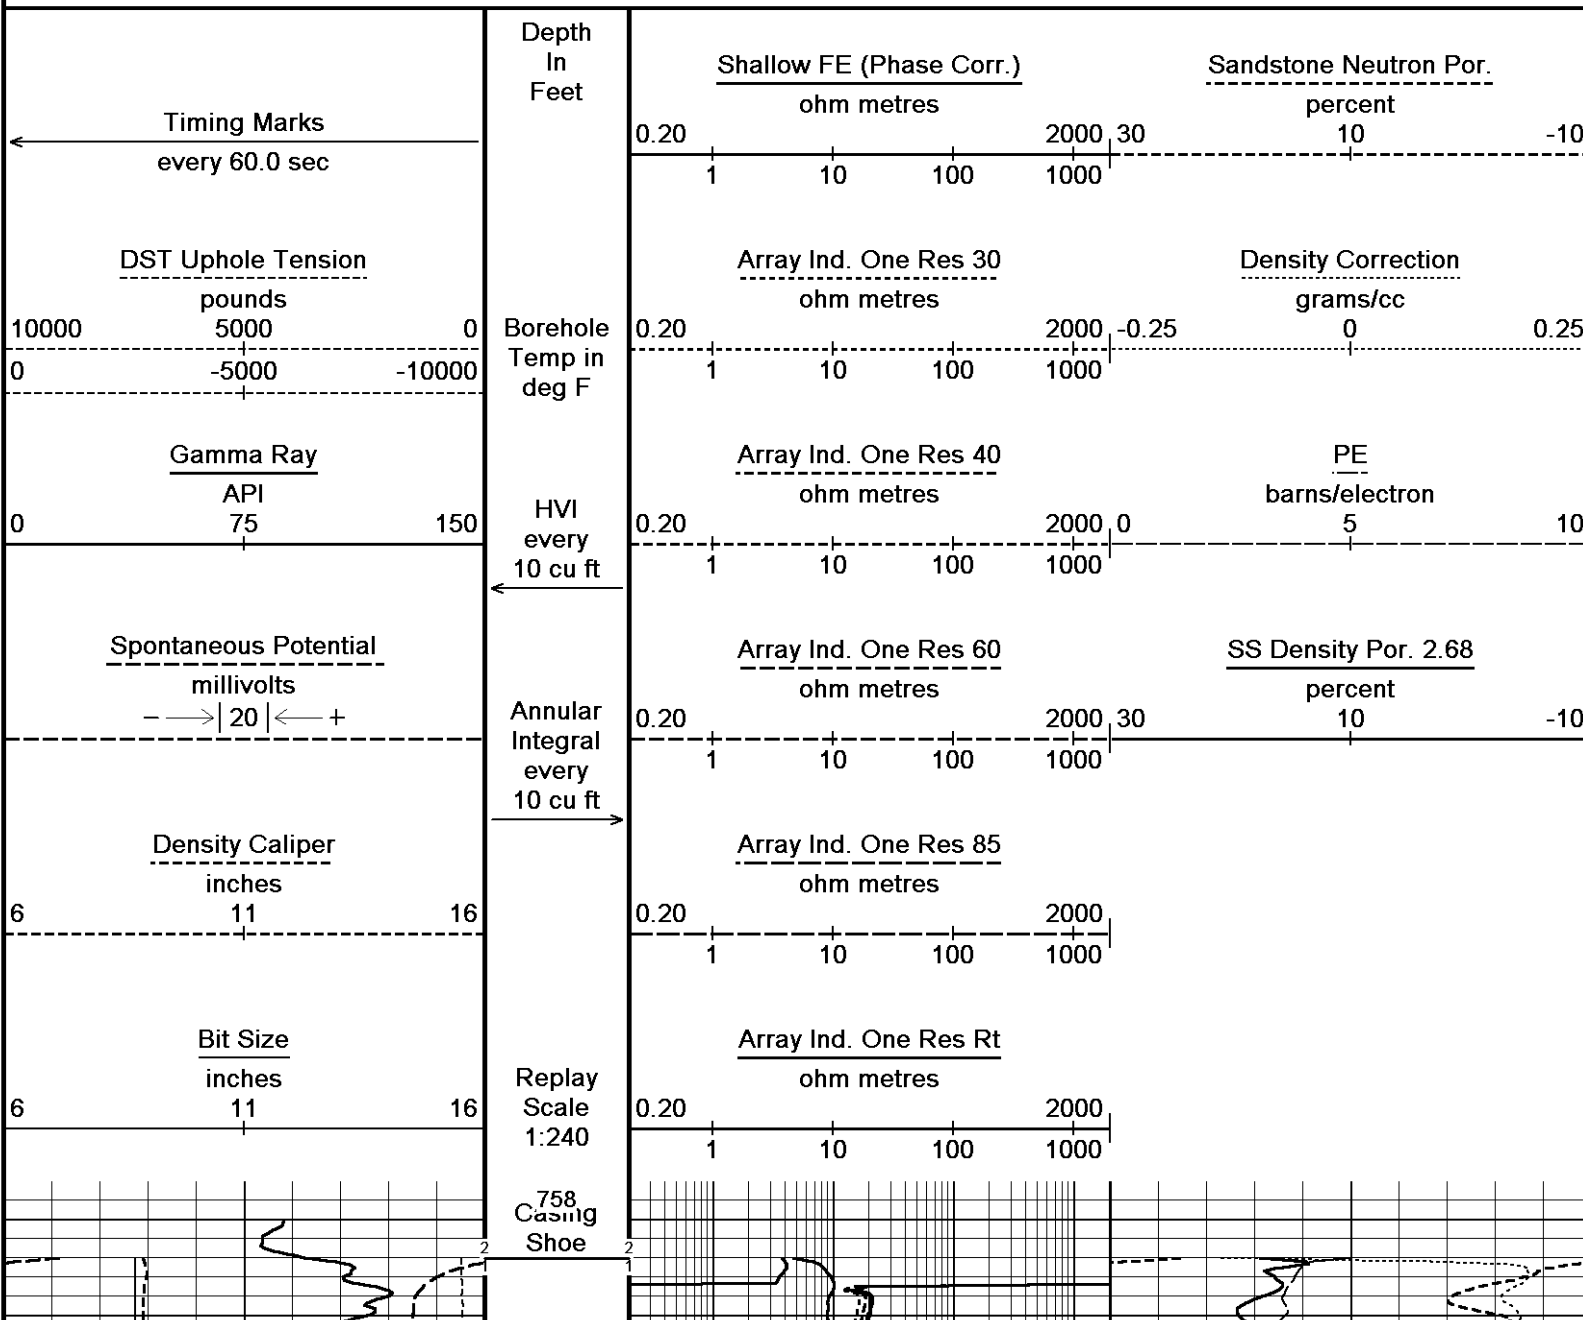 Timing Marks
every 60.0 sec
DST Uphole Tension
pounds
10000 5000 0
0 -5000 -10000
Gamma Ray
API
0 75 150
Spontaneous Potential
millivolts
− 20 +
Density Caliper
inches
6 11 16
Bit Size
inches
6 11 16
Depth
In
Feet
Borehole
Temp in
deg F
HVI
every
10 cu ft
Annular
Integral
every
10 cu ft
Replay
Scale
1:240
758
Casing
Shoe
2 2
1 1
Shallow FE (Phase Corr.)
ohm metres
0.20 2000
1 10 100 1000
Array Ind. One Res 30
ohm metres
0.20 2000
1 10 100 1000
Array Ind. One Res 40
ohm metres
0.20 2000
1 10 100 1000
Array Ind. One Res 60
ohm metres
0.20 2000
1 10 100 1000
Array Ind. One Res 85
ohm metres
0.20 2000
1 10 100 1000
Array Ind. One Res Rt
ohm metres
0.20 2000
1 10 100 1000
Sandstone Neutron Por.
percent
30 10 -10
Density Correction
grams/cc
-0.25 0 0.25
PE
barns/electron
0 5 10
SS Density Por. 2.68
percent
30 10 -10